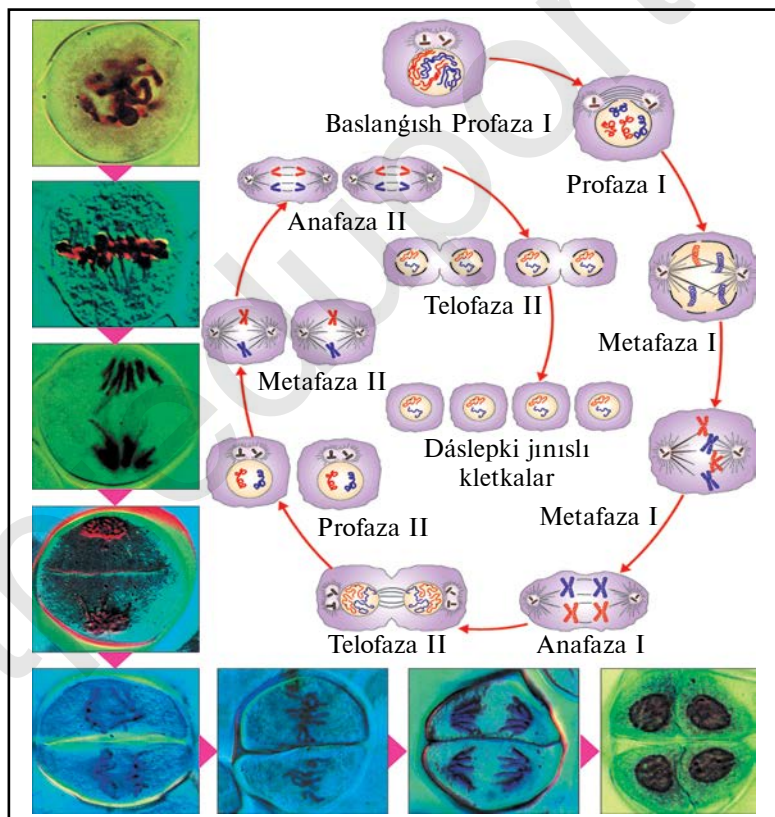 Baslanǵısh Profaza I
Profaza I
Anafaza II
Telofaza II
Metafaza I
Metafaza II
Dáslepki jınıslı
kletkalar
Metafaza I
Profaza II
Telofaza II
Anafaza I